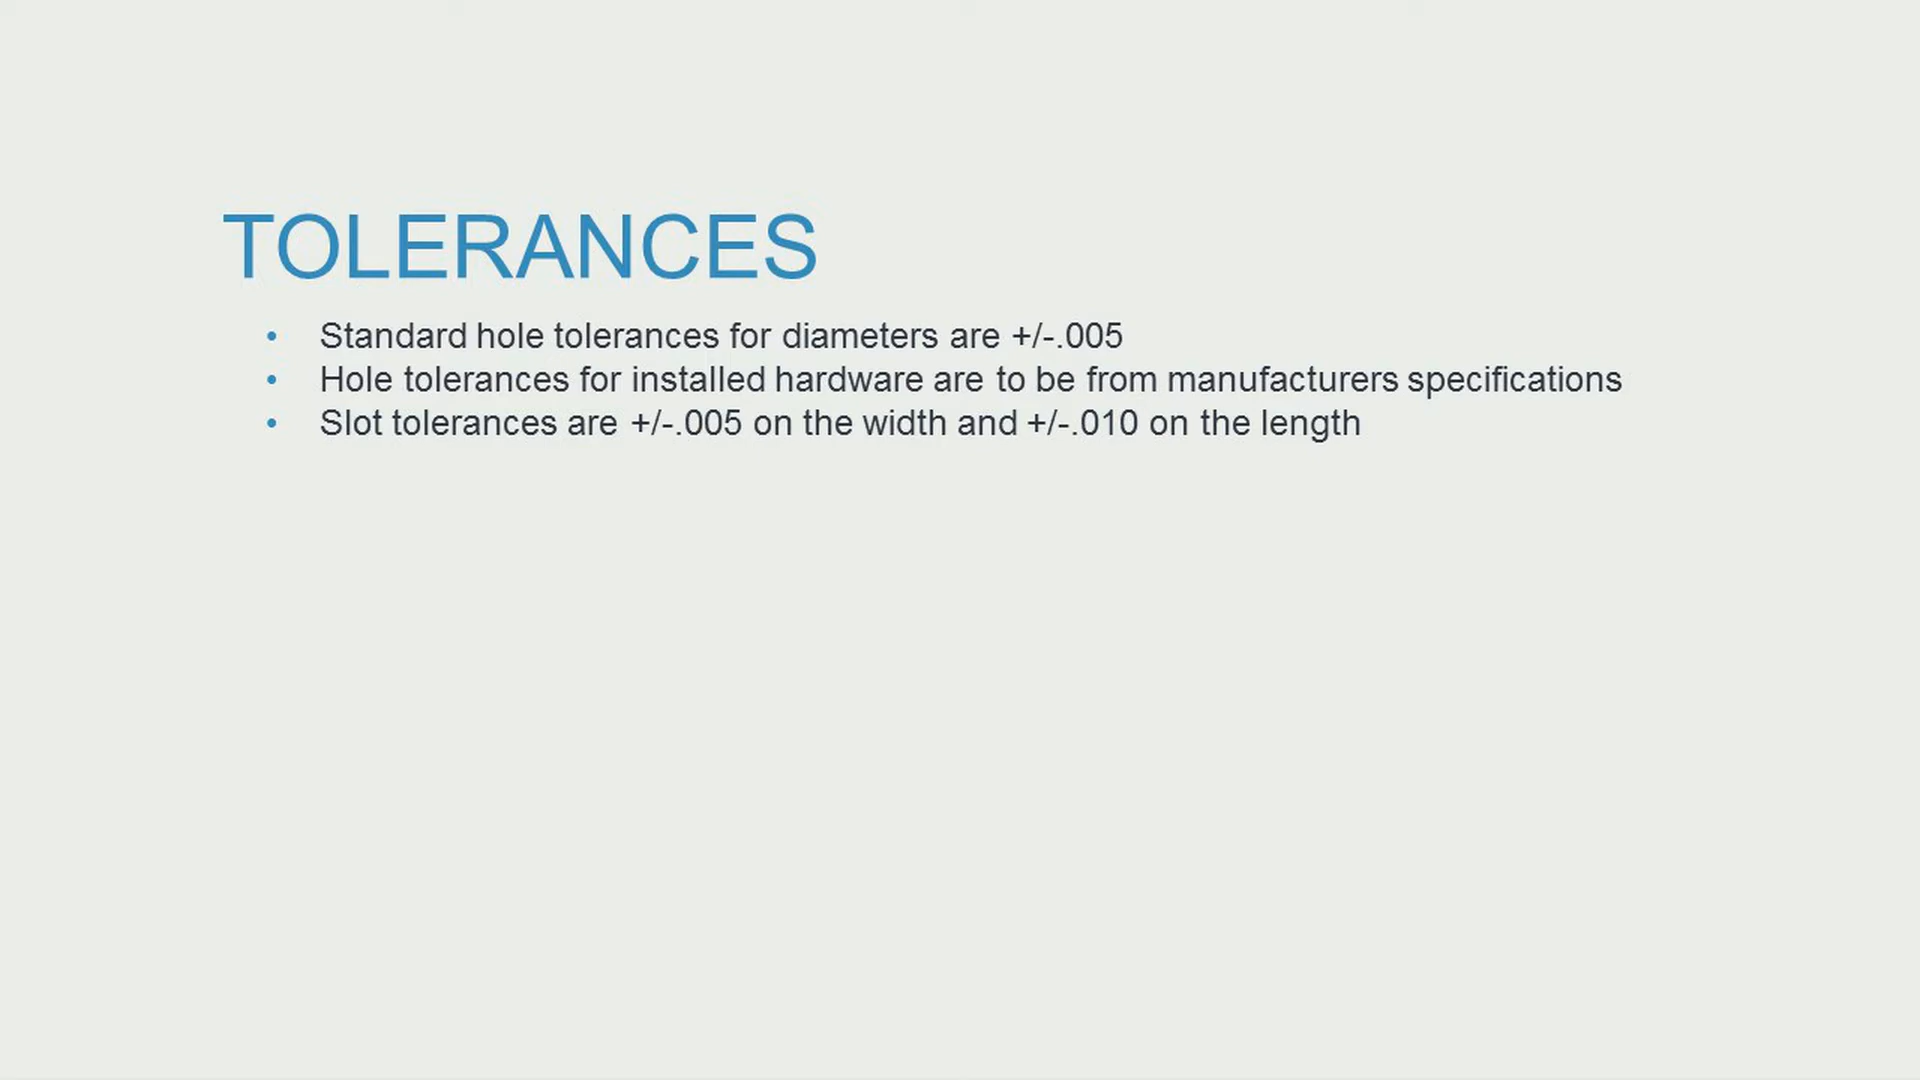 TOLERANCES
• Standard hole tolerances for diameters are +/-.005
• Hole tolerances for installed hardware are to be from manufacturers specifications
• Slot tolerances are +/-.005 on the width and +/-.010 on the length